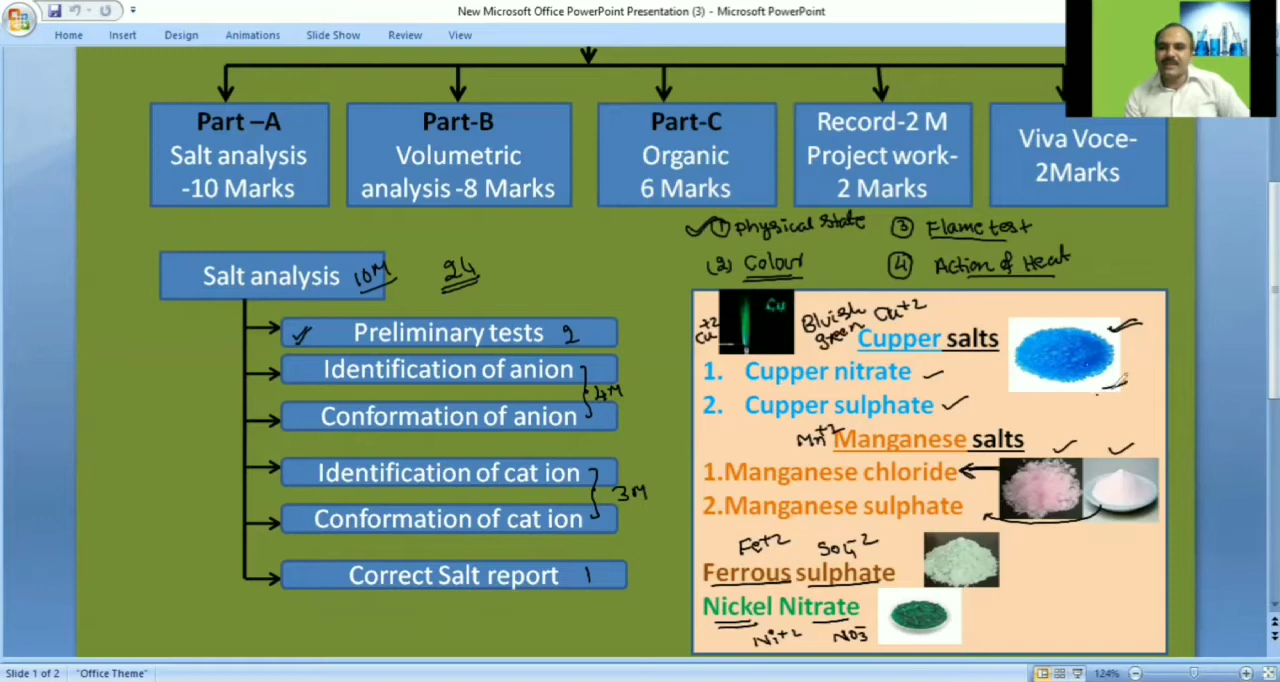 New Microsoft Office PowerPoint Presentation (3) - Microsoft PowerPoint
Home Insert Design Animations Slide Show Review View
Part –A
Salt analysis
-10 Marks
Part-B
Volumetric
analysis -8 Marks
Part-C
Organic
6 Marks
Record-2 M
Project work-
2 Marks
Viva Voce-
2Marks
① Physical state
③ Flame test
(2) Colour
④ Action of Heat
Salt analysis 10M
24
Preliminary tests 2
Identification of anion
4M
Conformation of anion
Identification of cat ion
3M
Conformation of cat ion
Correct Salt report 1
Cu
Cu+2
Bluish
green
Cu+2
Cupper salts
1. Cupper nitrate
2. Cupper sulphate
Mn+2
Manganese salts
1.Manganese chloride
2.Manganese sulphate
Fe+2 SO4-2
Ferrous sulphate
Nickel Nitrate
Ni+2 NO3-
Slide 1 of 2 "Office Theme" 124%